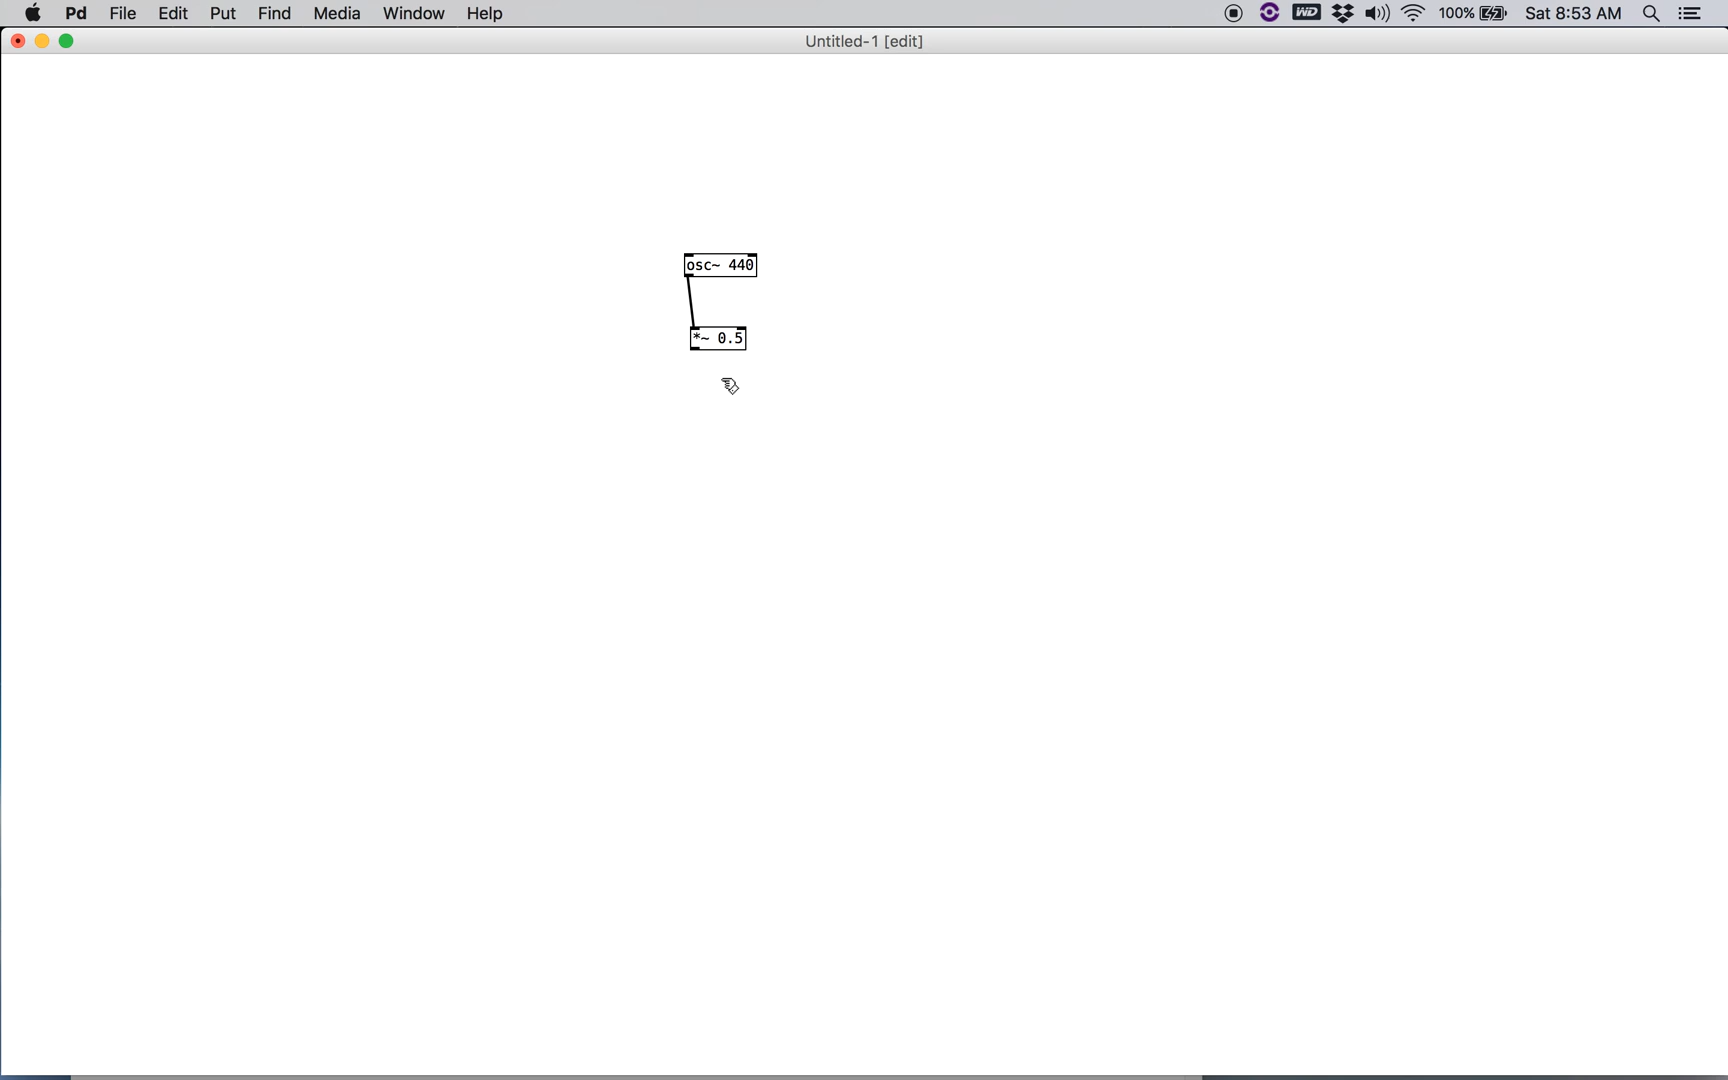 Pd File Edit Put Find Media Window Help WD 100% Sat 8:53 AM
Untitled-1 [edit]
osc~ 440
*~ 0.5